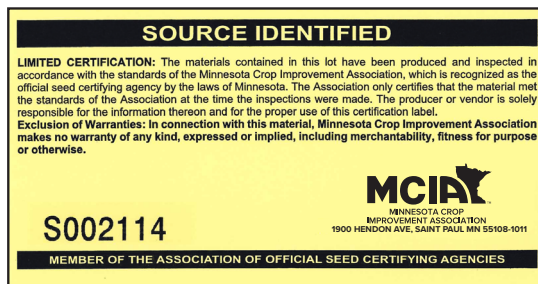 SOURCE IDENTIFIED
LIMITED CERTIFICATION: The materials contained in this lot have been produced and inspected in
accordance with the standards of the Minnesota Crop Improvement Association, which is recognized as the
official seed certifying agency by the laws of Minnesota. The Association only certifies that the material met
the standards of the Association at the time the inspections were made. The producer or vendor is solely
responsible for the information thereon and for the proper use of this certification label.
Exclusion of Warranties: In connection with this material, Minnesota Crop Improvement Association
makes no warranty of any kind, expressed or implied, including merchantability, fitness for purpose
or otherwise.
MCIA
MINNESOTA CROP
IMPROVEMENT ASSOCIATION
1900 HENDON AVE, SAINT PAUL MN 55108-1011
S002114
MEMBER OF THE ASSOCIATION OF OFFICIAL SEED CERTIFYING AGENCIES